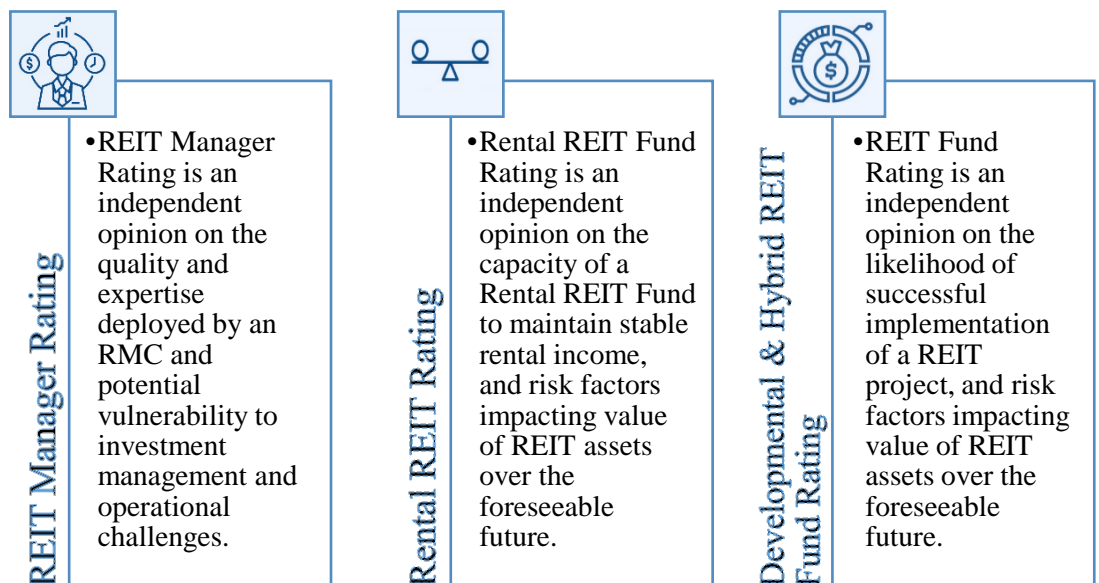 REIT Manager Rating
•REIT Manager
Rating is an
independent
opinion on the
quality and
expertise
deployed by an
RMC and
potential
vulnerability to
investment
management and
operational
challenges.
Rental REIT Rating
•Rental REIT Fund
Rating is an
independent
opinion on the
capacity of a
Rental REIT Fund
to maintain stable
rental income,
and risk factors
impacting value
of REIT assets
over the
foreseeable
future.
Developmental & Hybrid REIT
Fund Rating
•REIT Fund
Rating is an
independent
opinion on the
likelihood of
successful
implementation
of a REIT
project, and risk
factors impacting
value of REIT
assets over the
foreseeable
future.